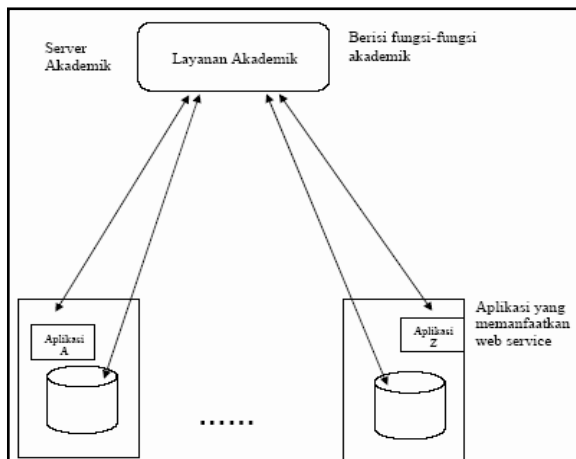 Server
Akademik
Layanan Akademik
Berisi fungsi-fungsi
akademik
Aplikasi
A
......
Aplikasi
Z
Aplikasi yang
memanfaatkan
web service